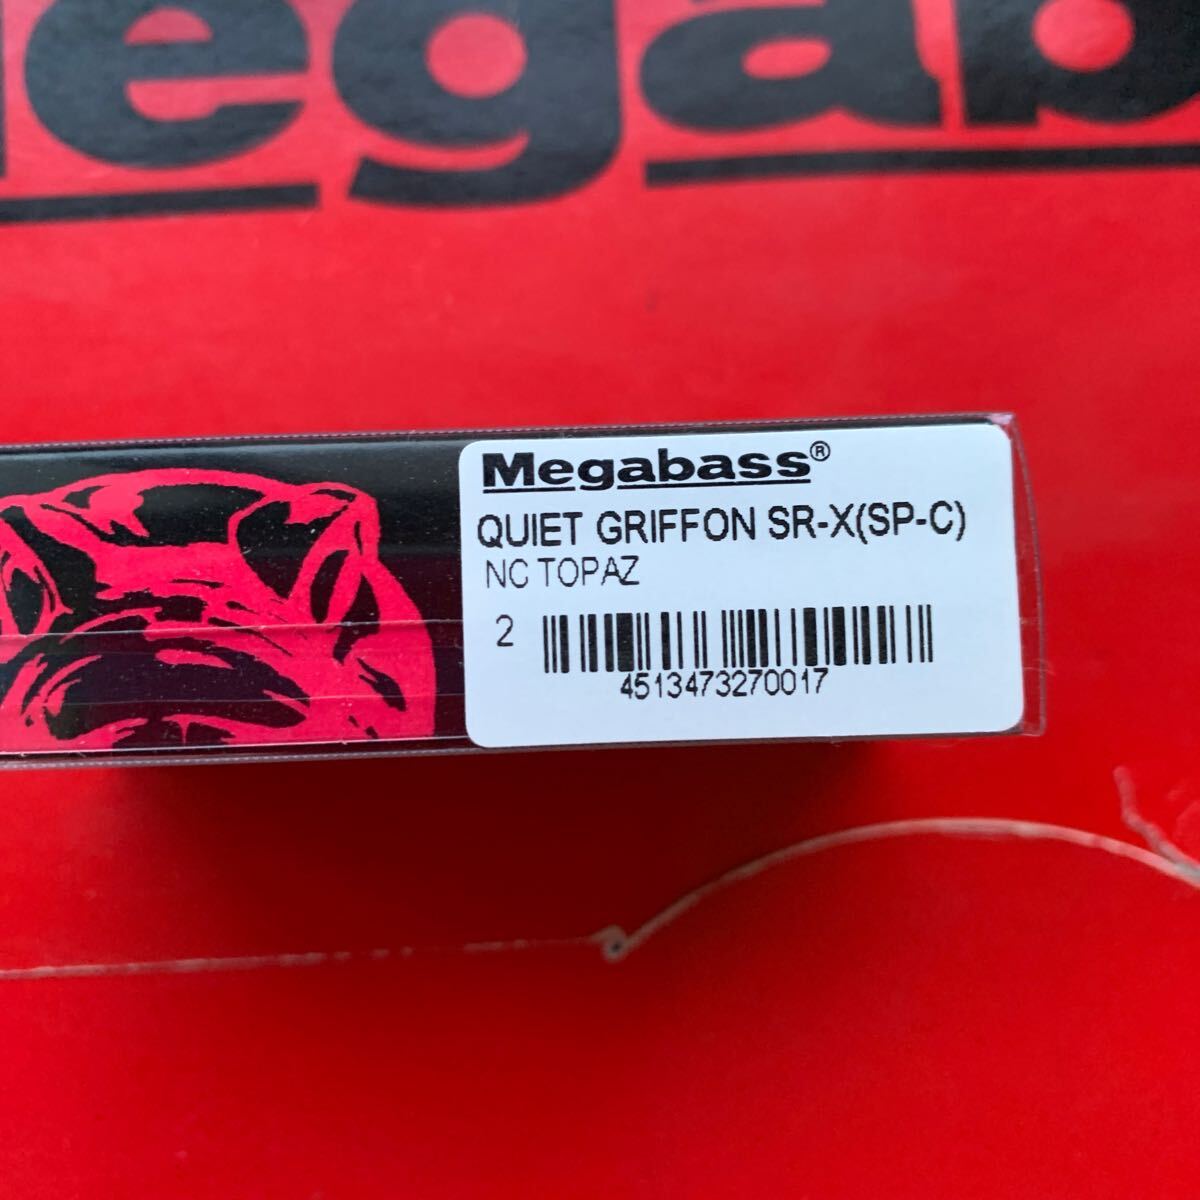 Megabass®
QUIET GRIFFON SR-X(SP-C)
NC TOPAZ
2
4513473270017